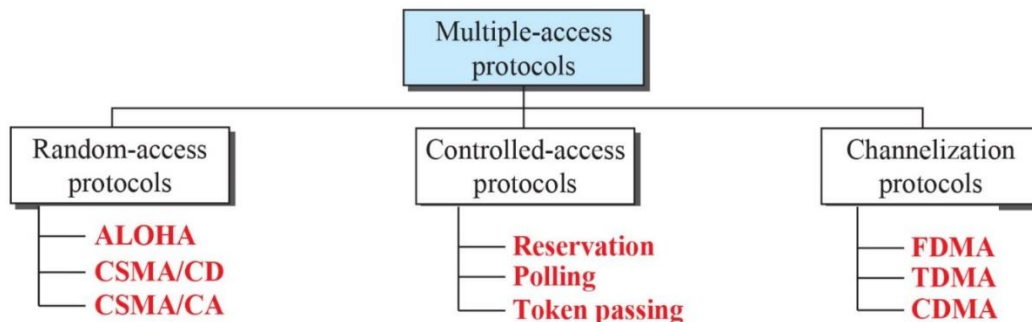 Multiple-access
protocols
Random-access
protocols
ALOHA
CSMA/CD
CSMA/CA
Controlled-access
protocols
Reservation
Polling
Token passing
Channelization
protocols
FDMA
TDMA
CDMA